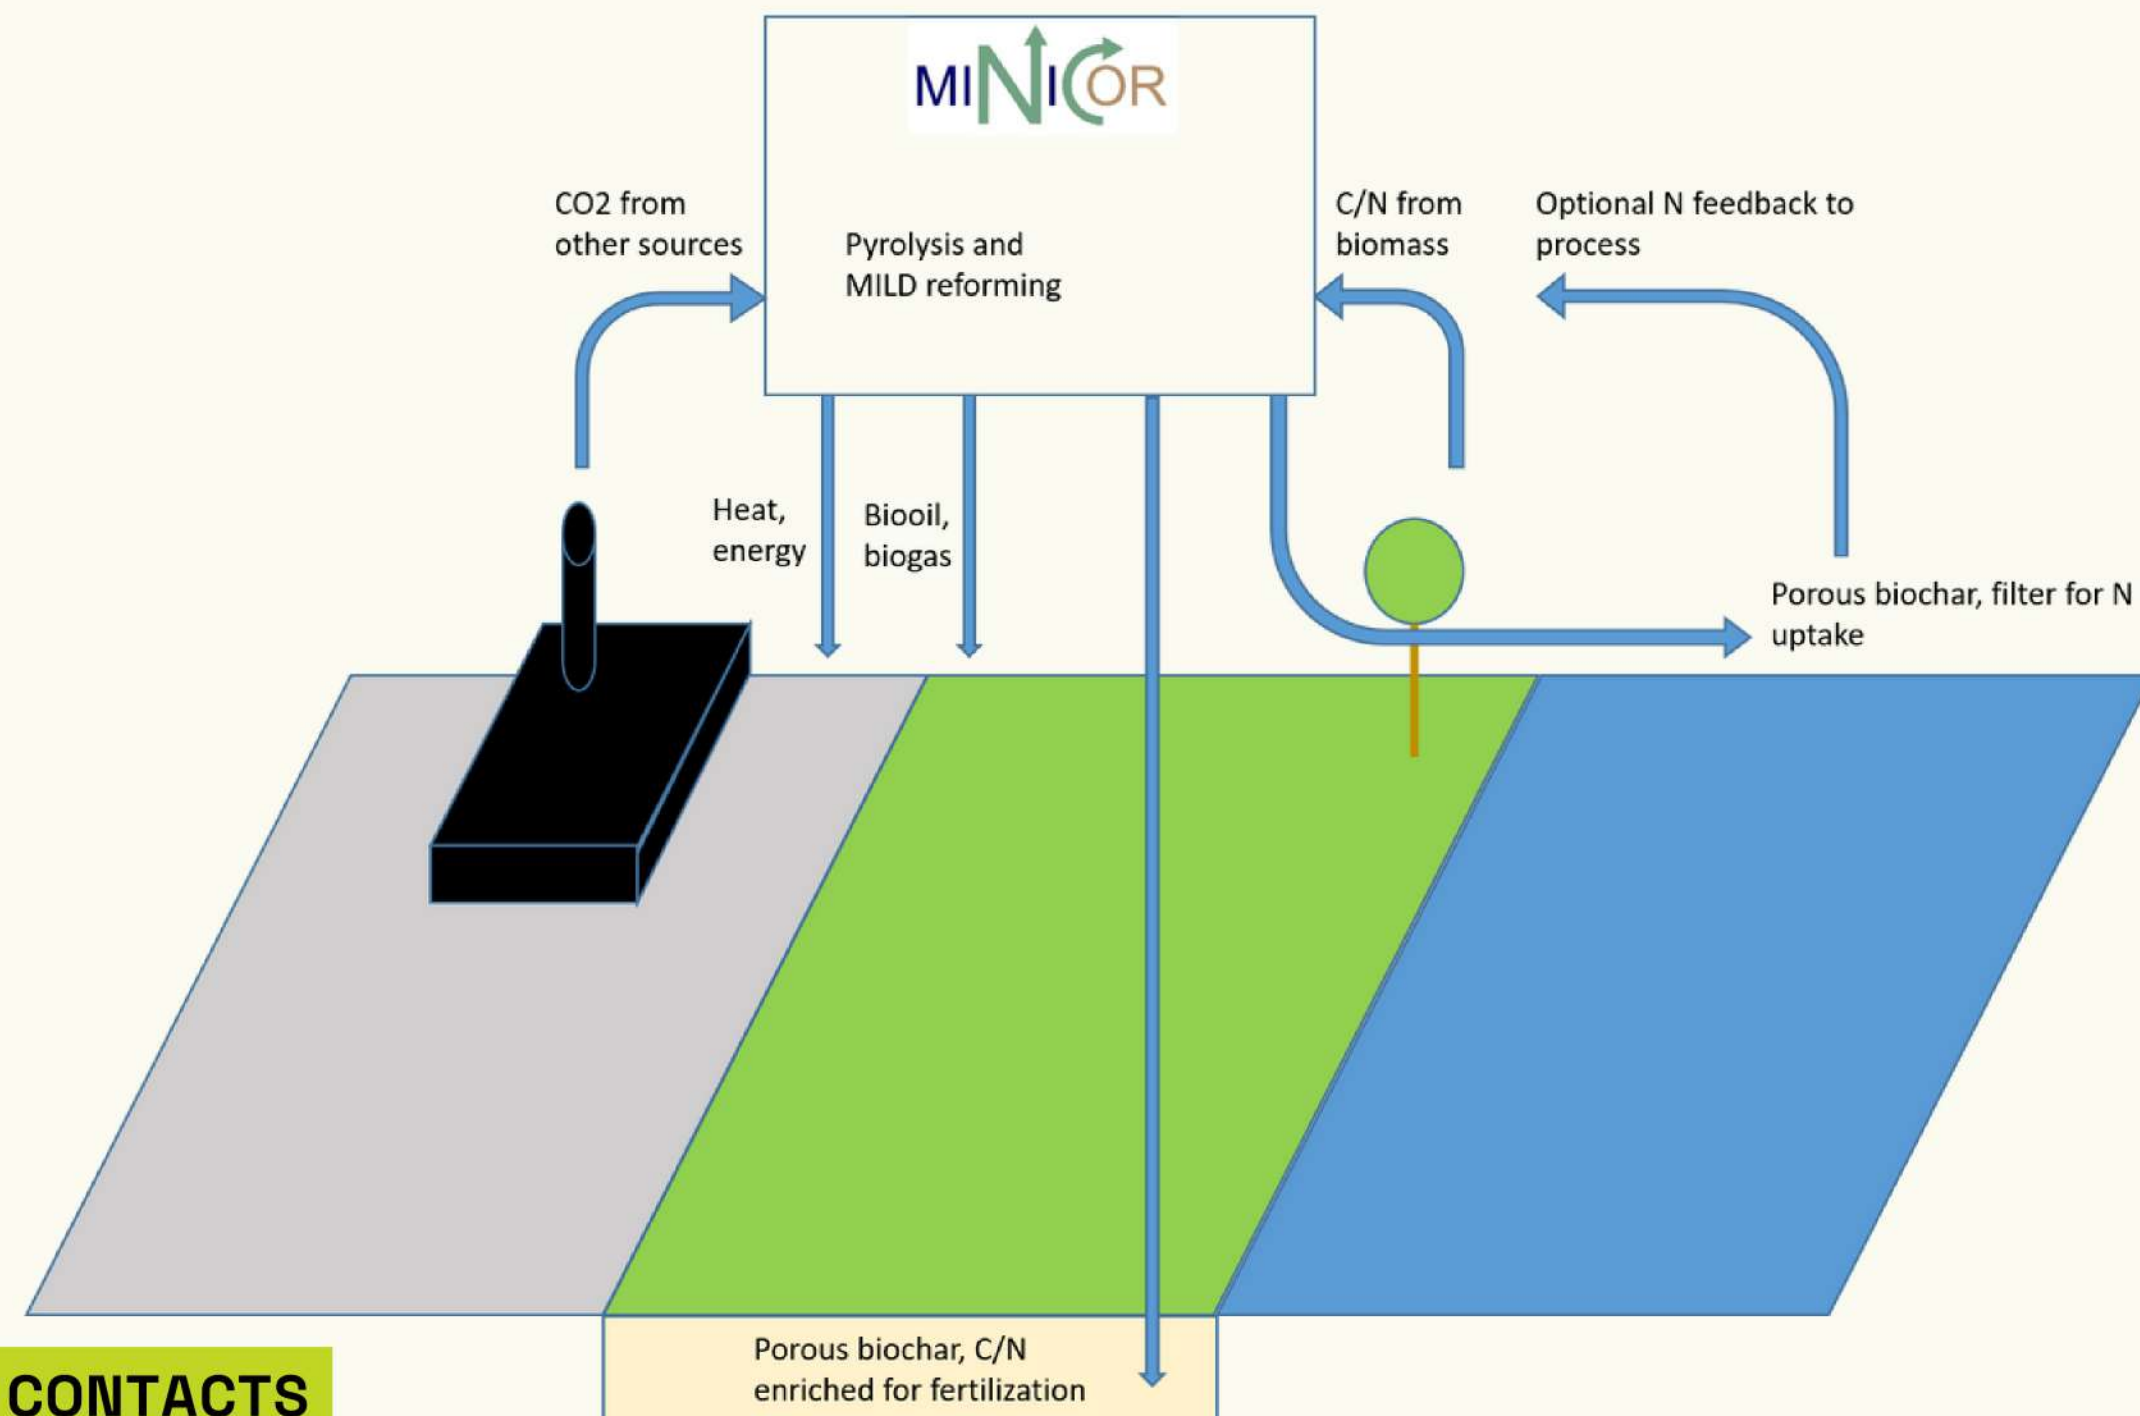 MINICOR
CO2 from
other sources
Pyrolysis and
MILD reforming
C/N from
biomass
Optional N feedback to
process
Heat,
energy
Biooil,
biogas
Porous biochar, filter for N
uptake
Porous biochar, C/N
enriched for fertilization
CONTACTS